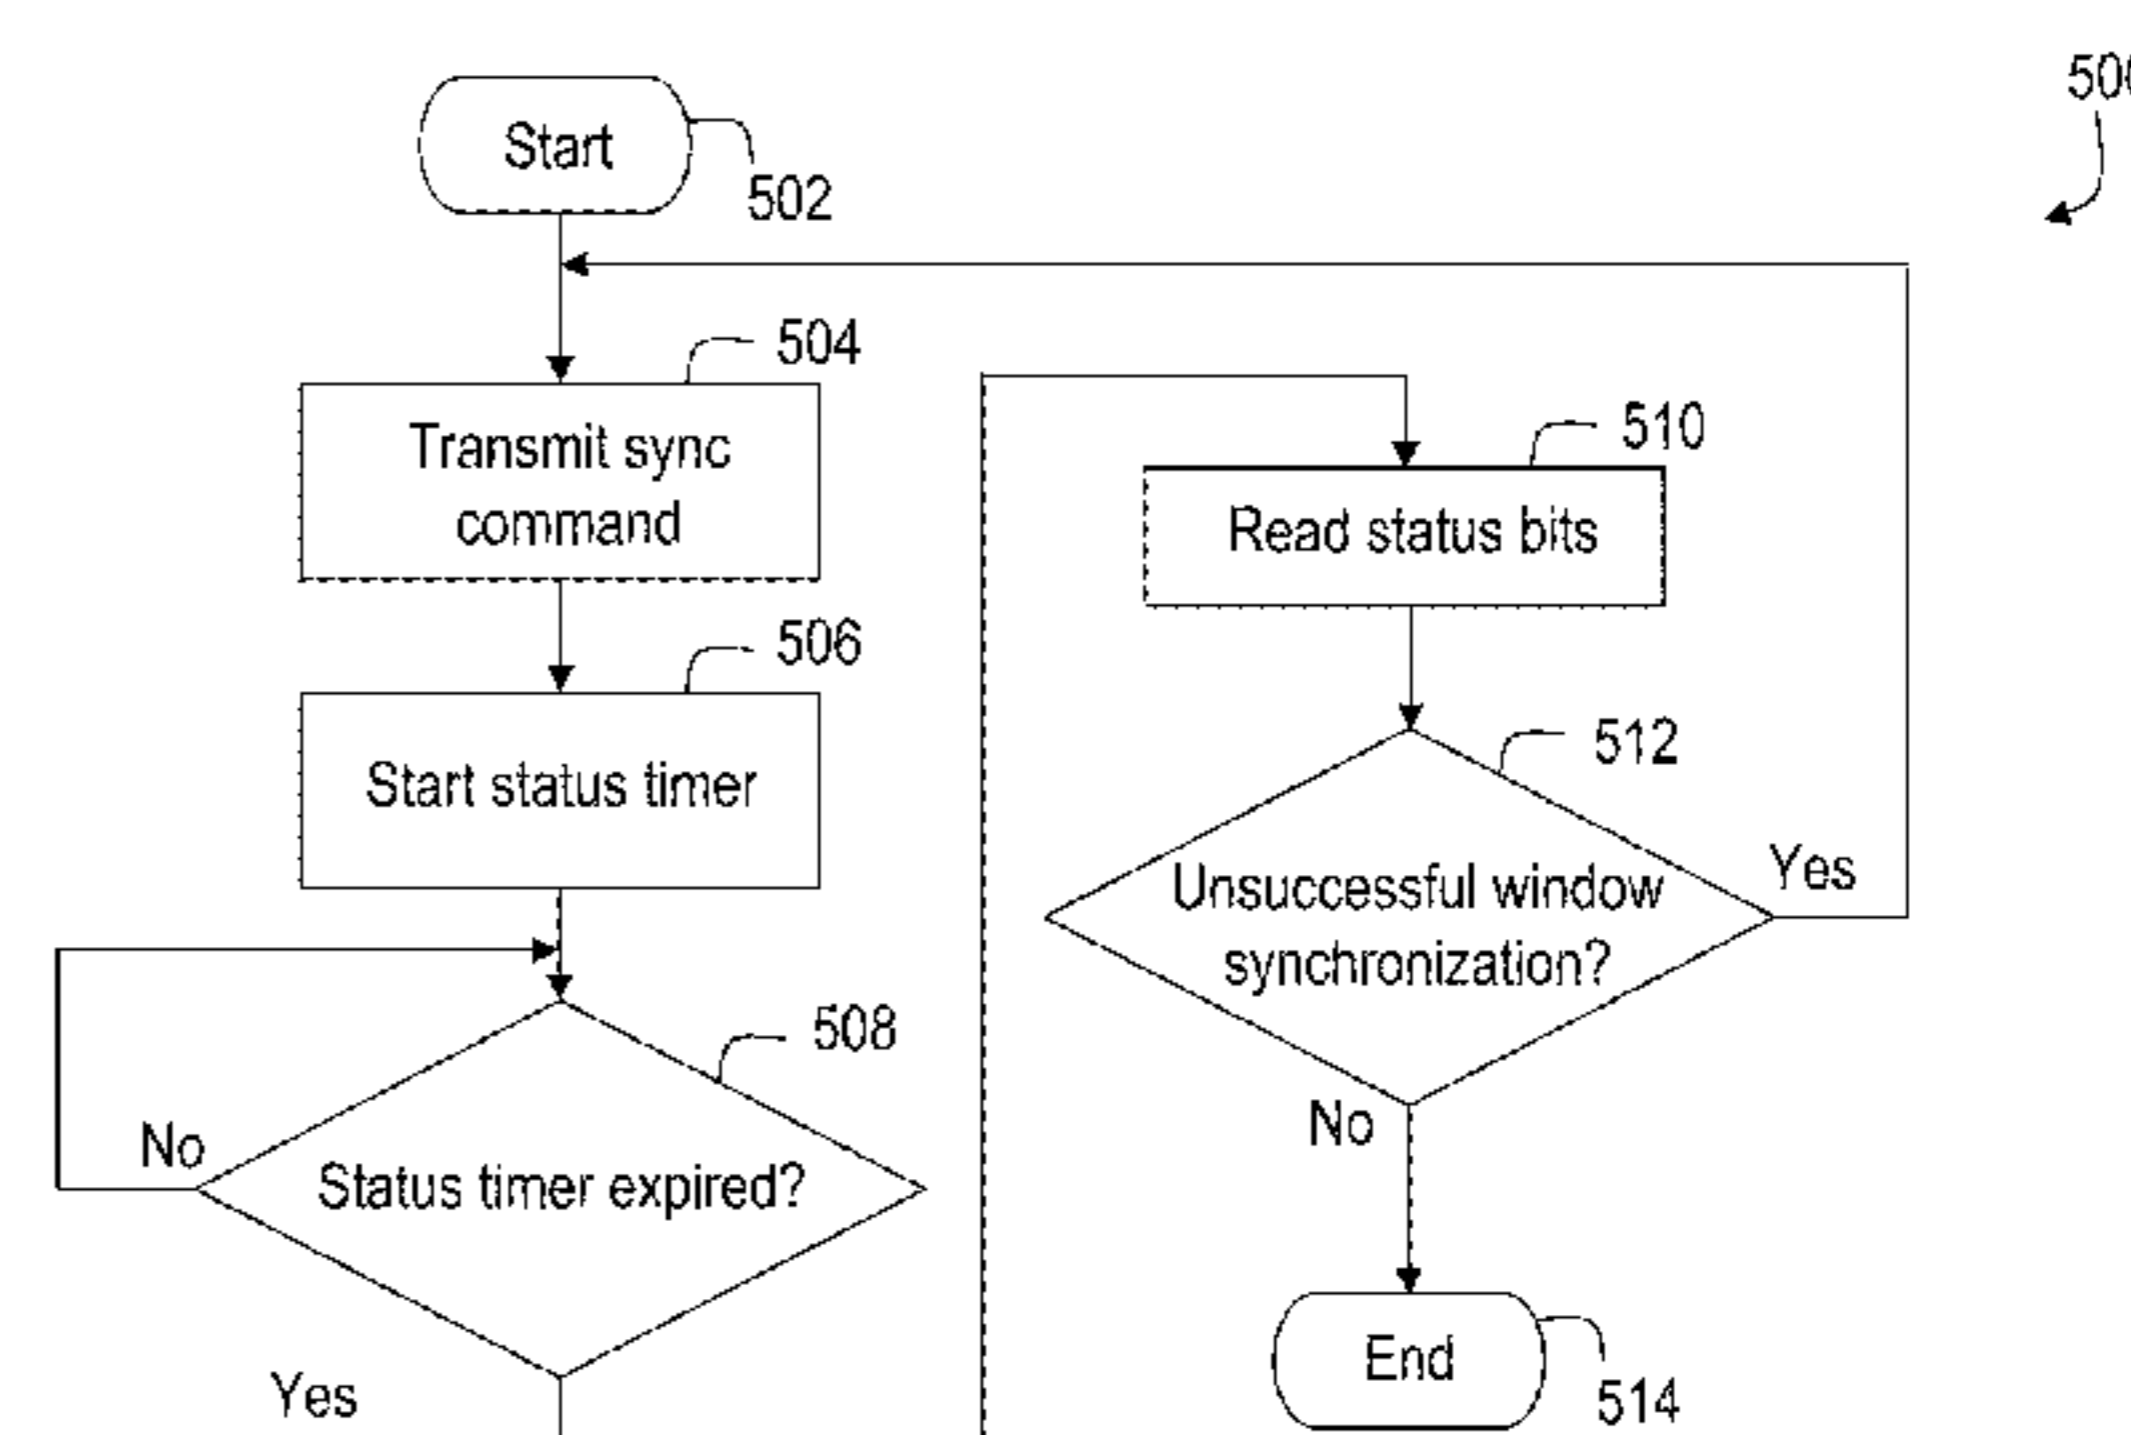 500
Start
502
504
Transmit sync
command
506
Start status timer
508
No
Status timer expired?
Yes
510
Read status bits
512
Unsuccessful window
synchronization?
Yes
No
End
514